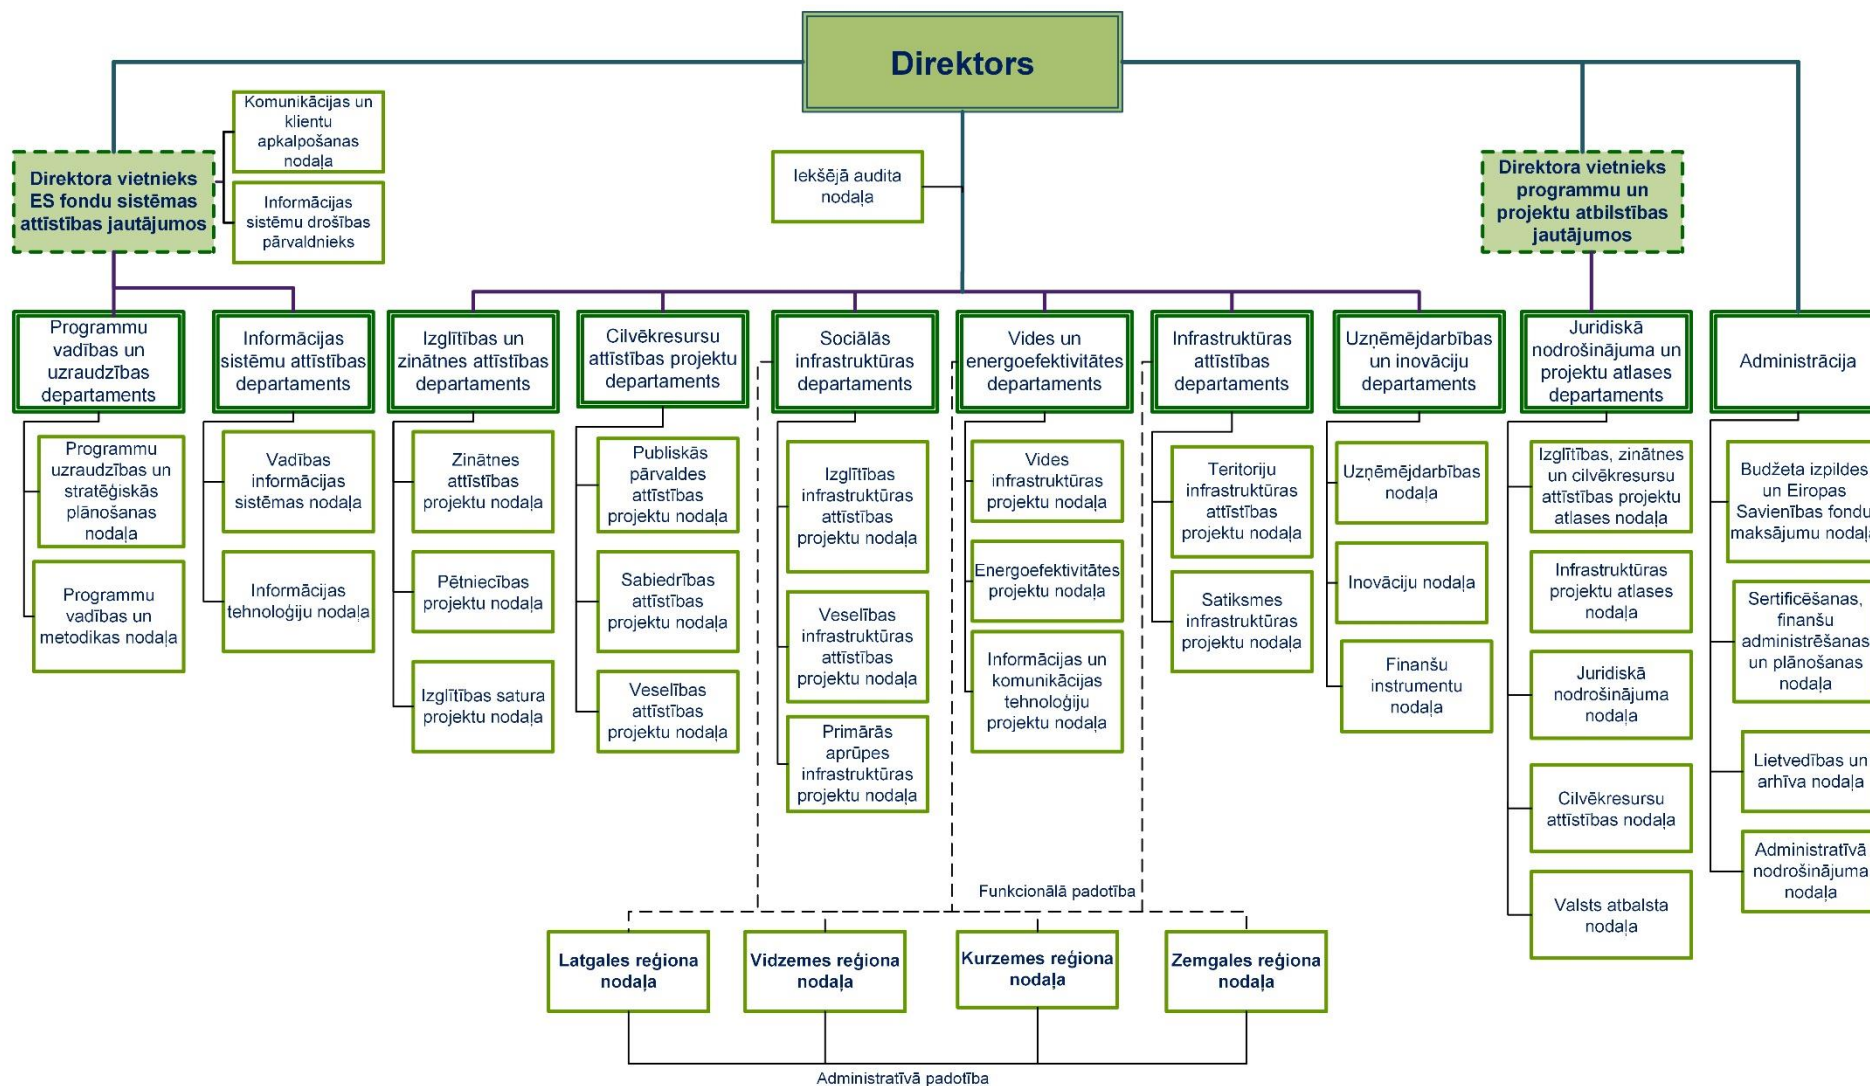 Direktors
Komunikācijas un
klientu
apkalpošanas
nodaļa
Direktora vietnieks
ES fondu sistēmas
attīstības jautājumos
Informācijas
sistēmu drošības
pārvaldnieks
Iekšējā audita
nodaļa
Direktora vietnieks
programmu un
projektu atbilstības
jautājumos
Programmu
vadības un
uzraudzības
departaments
Informācijas
sistēmu attīstības
departaments
Izglītības un
zinātnes attīstības
departaments
Cilvēkresursu
attīstības projektu
departaments
Sociālās
infrastruktūras
departaments
Vides un
energoefektivitātes
departaments
Infrastruktūras
attīstības
departaments
Uzņēmējdarbības
un inovāciju
departaments
Juridiskā
nodrošinājuma un
projektu atlases
departaments
Administrācija
Programmu
uzraudzības un
stratēģiskās
plānošanas
nodaļa
Programmu
vadības un
metodikas nodaļa
Vadības
informācijas
sistēmas nodaļa
Informācijas
tehnoloģiju nodaļa
Zinātnes
attīstības
projektu nodaļa
Pētniecības
projektu nodaļa
Izglītības satura
projektu nodaļa
Publiskās
pārvaldes
attīstības
projektu nodaļa
Sabiedrības
attīstības
projektu nodaļa
Veselības
attīstības
projektu nodaļa
Izglītības
infrastruktūras
attīstības
projektu nodaļa
Veselības
infrastruktūras
attīstības
projektu nodaļa
Primārās
aprūpes
infrastruktūras
projektu nodaļa
Vides
infrastruktūras
projektu nodaļa
Energoefektivitātes
projektu nodaļa
Informācijas un
komunikācijas
tehnoloģiju
projektu nodaļa
Teritoriju
infrastruktūras
attīstības
projektu nodaļa
Satiksmes
infrastruktūras
projektu nodaļa
Uzņēmējdarbības
nodaļa
Inovāciju nodaļa
Finanšu
instrumentu
nodaļa
Izglītības, zinātnes
un cilvēkresursu
attīstības projektu
atlases nodaļa
Infrastruktūras
projektu atlases
nodaļa
Juridiskā
nodrošinājuma
nodaļa
Cilvēkresursu
attīstības nodaļa
Valsts atbalsta
nodaļa
Budžeta izpildes
un Eiropas
Savienības fondu
maksājumu nodaļa
Sertificēšanas,
finanšu
administrēšanas
un plānošanas
nodaļa
Lietvedības un
arhīva nodaļa
Administratīvā
nodrošinājuma
nodaļa
Funkcionālā padotība
Latgales reģiona
nodaļa
Vidzemes reģiona
nodaļa
Kurzemes reģiona
nodaļa
Zemgales reģiona
nodaļa
Administratīvā padotība